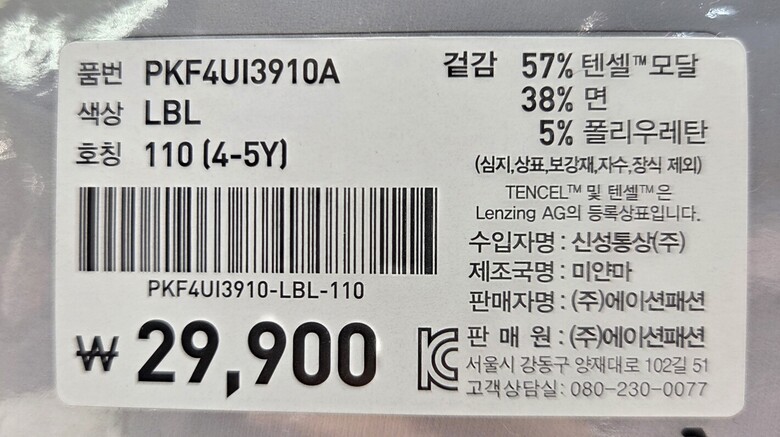 품번 PKF4UI3910A
색상 LBL
호칭 110 (4-5Y)
PKF4UI3910-LBL-110
₩ 29,900
겉감 57% 텐셀™모달
38% 면
5% 폴리우레탄
(심지,상표,보강재,자수,장식 제외)
TENCEL™ 및 텐셀™은
Lenzing AG의 등록상표입니다.
수입자명 : 신성통상(주)
제조국명 : 미얀마
판매자명 : (주)에이션패션
판 매 원 : (주)에이션패션
서울시 강동구 양재대로 102길 51
고객상담실: 080-230-0077